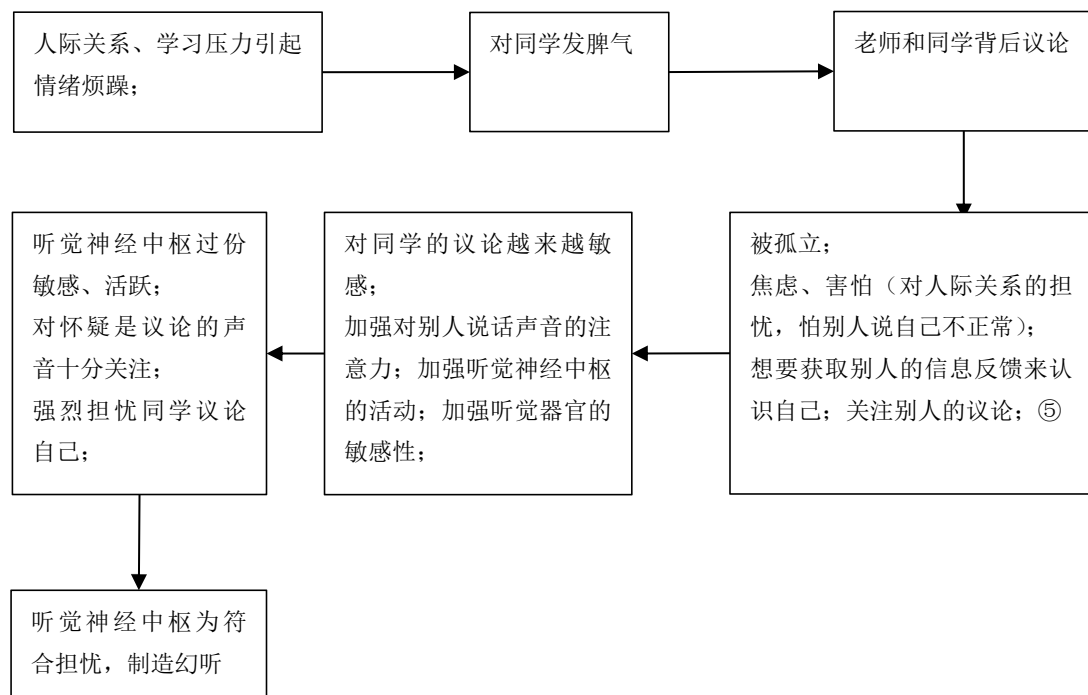 人际关系、学习压力引起
情绪烦躁；
对同学发脾气
老师和同学背后议论
被孤立；
焦虑、害怕（对人际关系的担
忧，怕别人说自己不正常）；
想要获取别人的信息反馈来认
识自己；关注别人的议论；⑤
对同学的议论越来越敏
感；
加强对别人说话声音的注
意力；加强听觉神经中枢
的活动；加强听觉器官的
敏感性；
听觉神经中枢过份
敏感、活跃；
对怀疑是议论的声
音十分关注；
强烈担忧同学议论
自己；
听觉神经中枢为符
合担忧，制造幻听